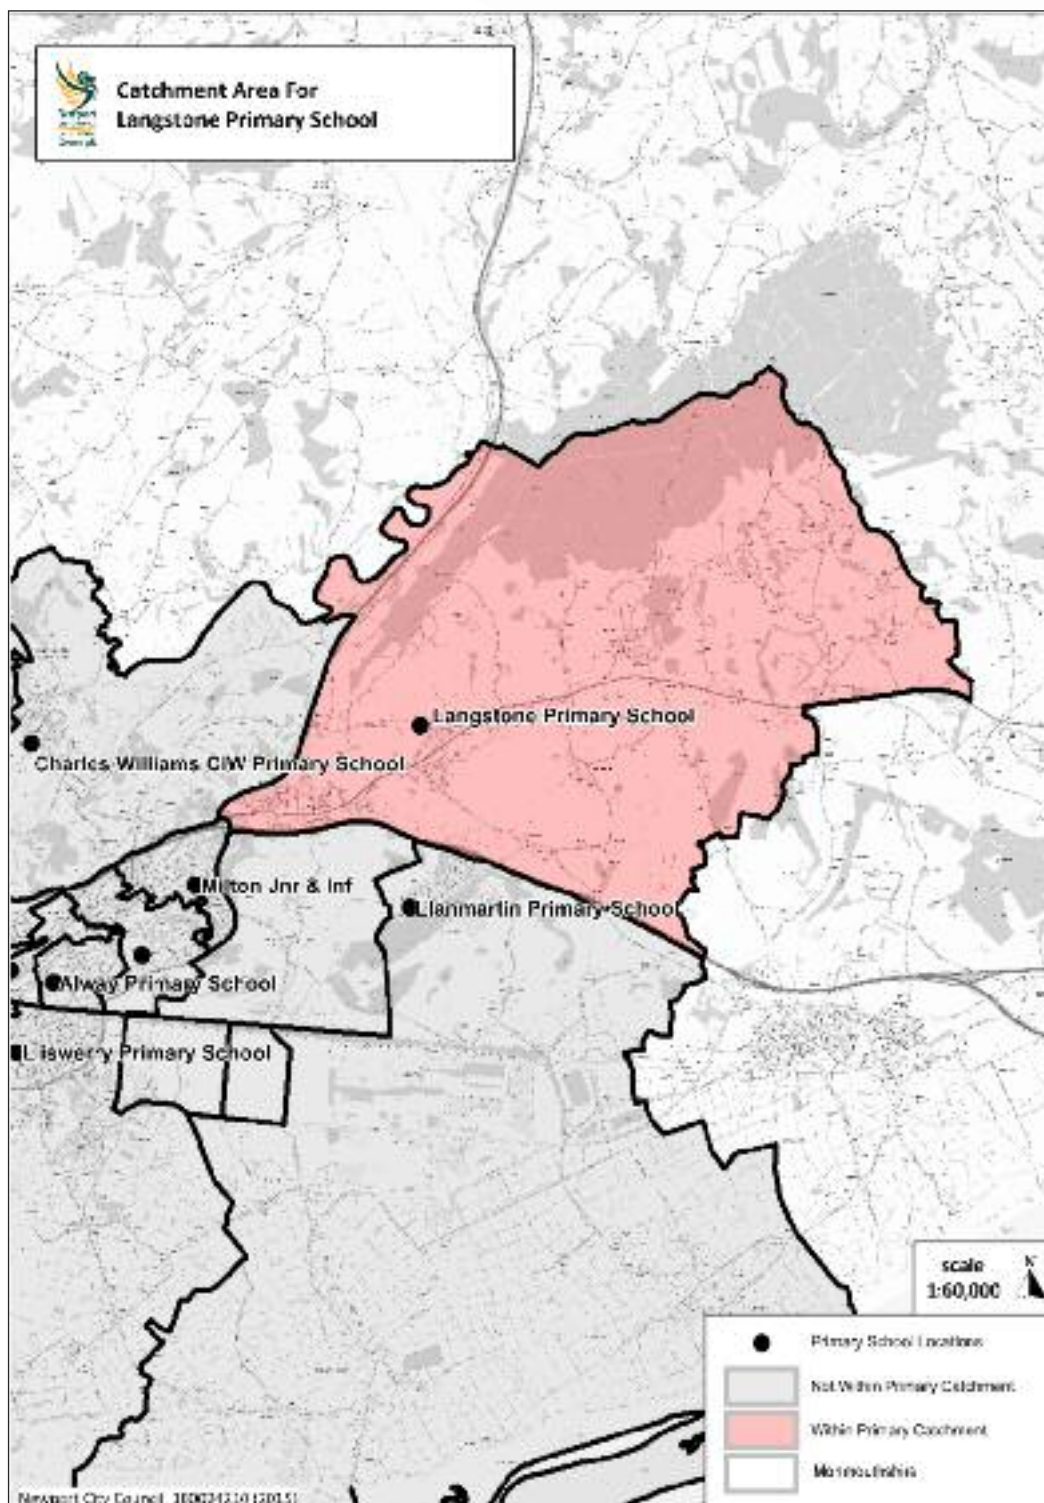 Catchment Area For
Langstone Primary School
Langstone Primary School
Charles Williams CIW Primary School
Milton Jnr & Inf
Llanmartin Primary School
Alway Primary School
Lliswerry Primary School
scale
1:60,000
N
Primary School Locations
Not Within Primary Catchment
Within Primary Catchment
Monmouthshire
Newport City Council (2015)